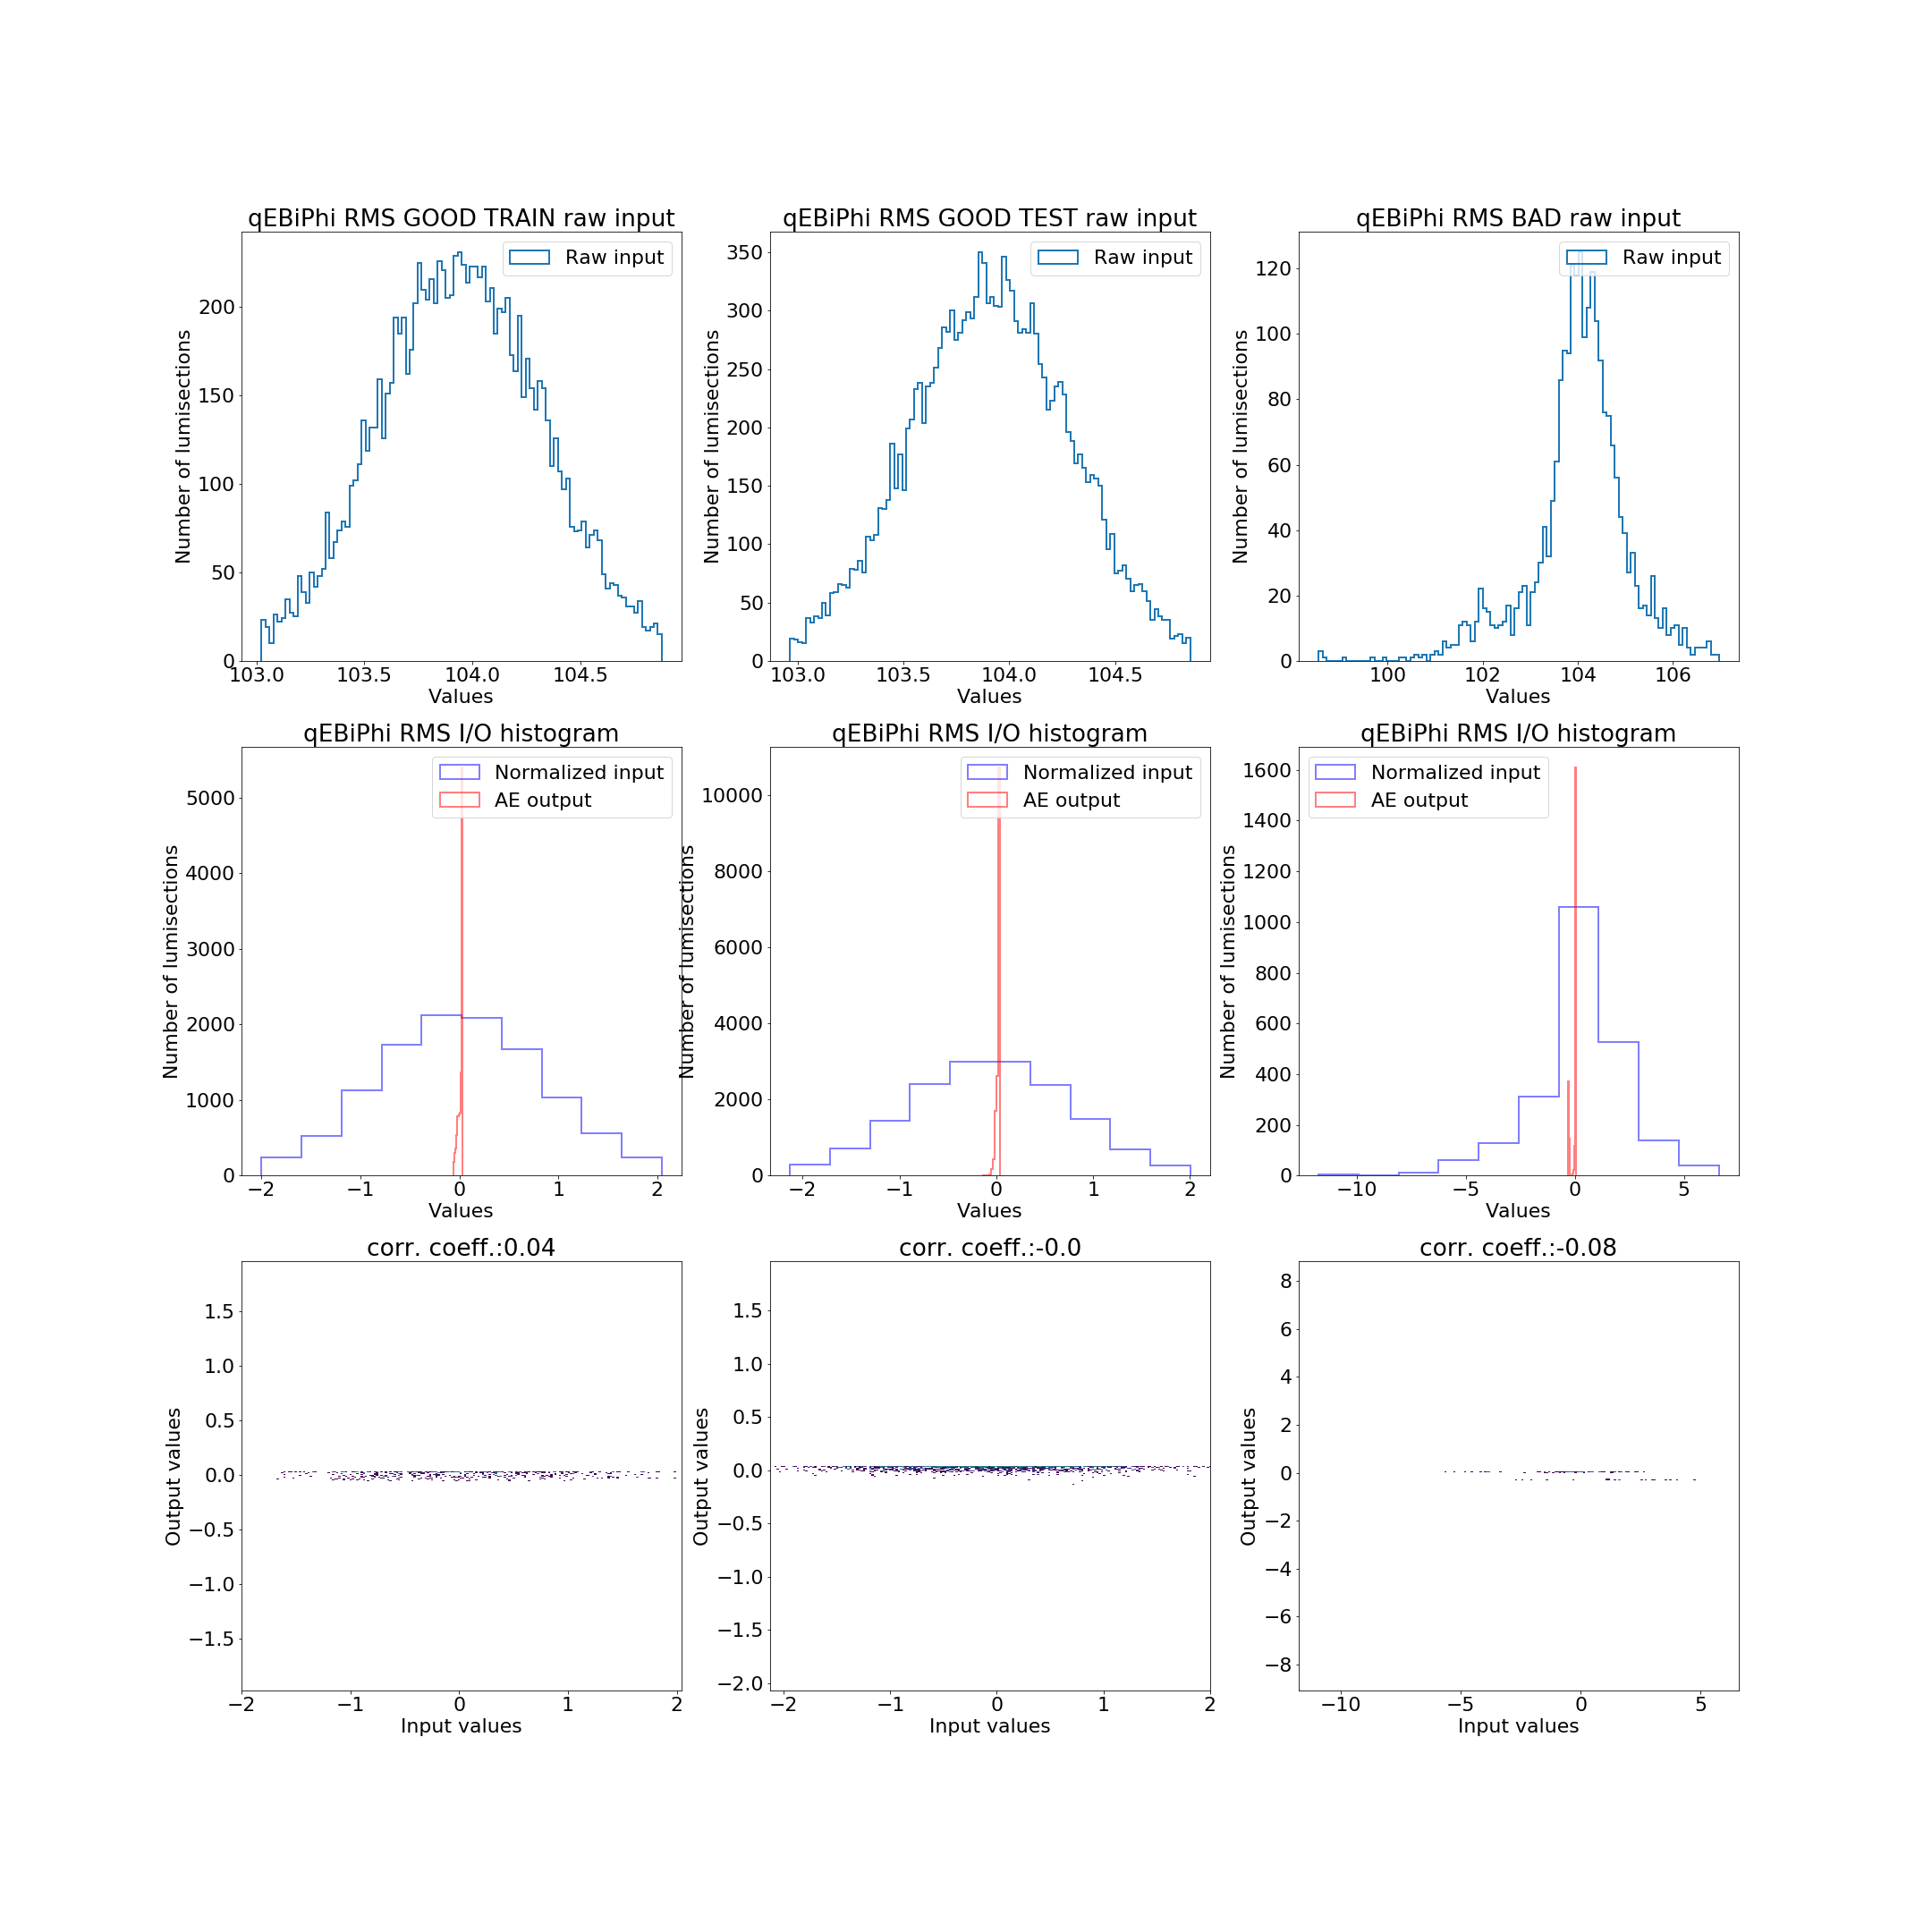 qEBiPhi RMS GOOD TRAIN raw input
qEBiPhi RMS GOOD TEST raw input
qEBiPhi RMS BAD raw input
Raw input
Raw input
Raw input
Number of lumisections
0
50
100
150
200
103.0
103.5
104.0
104.5
Values
Number of lumisections
0
50
100
150
200
250
300
350
103.0
103.5
104.0
104.5
Values
Number of lumisections
0
20
40
60
80
100
120
100
102
104
106
Values
qEBiPhi RMS I/O histogram
Normalized input
AE output
Number of lumisections
0
1000
2000
3000
4000
5000
−2
−1
0
1
2
Values
qEBiPhi RMS I/O histogram
Normalized input
AE output
Number of lumisections
0
2000
4000
6000
8000
10000
−2
−1
0
1
2
Values
qEBiPhi RMS I/O histogram
Normalized input
AE output
Number of lumisections
0
200
400
600
800
1000
1200
1400
1600
−10
−5
0
5
Values
corr. coeff.:0.04
Output values
1.5
1.0
0.5
0.0
−0.5
−1.0
−1.5
−2
−1
0
1
2
Input values
corr. coeff.:-0.0
Output values
1.5
1.0
0.5
0.0
−0.5
−1.0
−1.5
−2.0
−2
−1
0
1
2
Input values
corr. coeff.:-0.08
Output values
8
6
4
2
0
−2
−4
−6
−8
−10
−5
0
5
Input values